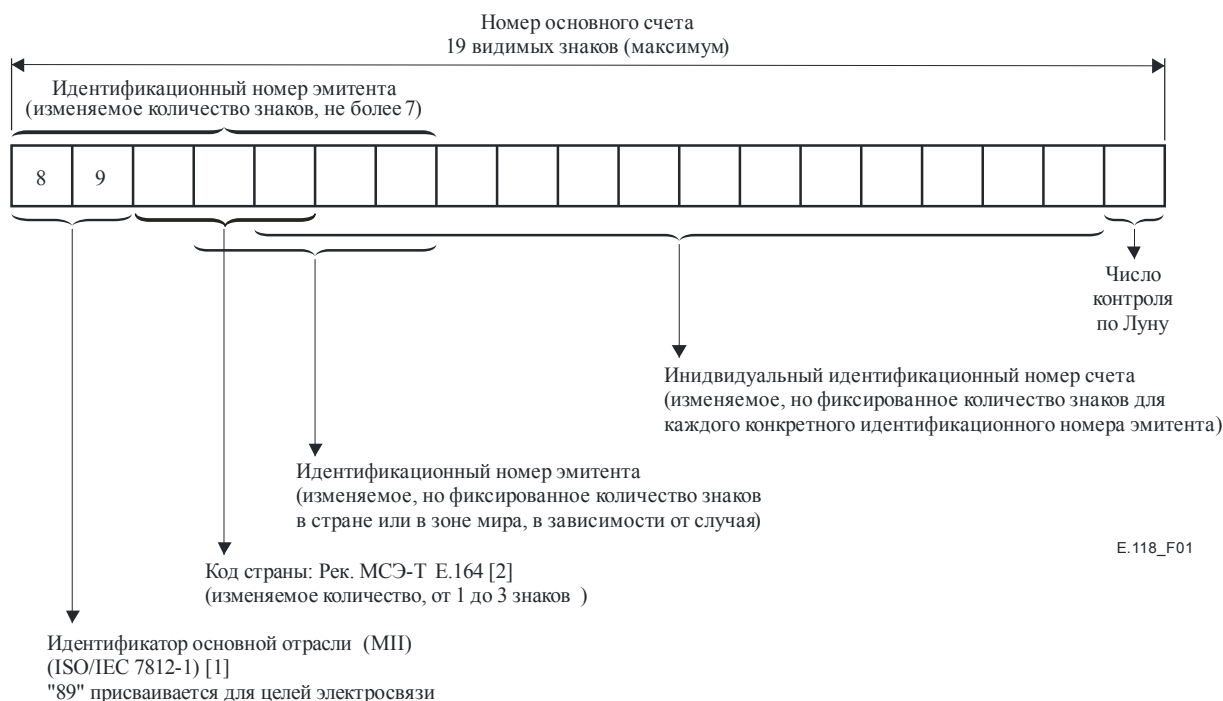 Номер основного счета
19 видимых знаков (максимум)
Идентификационный номер эмитента
(изменяемое количество знаков, не более 7)
8 9
Число
контроля
по Луну
Инидвидуальный идентификационный номер счета
(изменяемое, но фиксированное количество знаков для
каждого конкретного идентификационного номера эмитента)
Идентификационный номер эмитента
(изменяемое, но фиксированное количество знаков
в стране или в зоне мира, в зависимости от случая)
E.118_F01
Код страны: Рек. МСЭ-Т E.164 [2]
(изменяемое количество, от 1 до 3 знаков )
Идентификатор основной отрасли (MII)
(ISO/IEC 7812-1) [1]
"89" присваивается для целей электросвязи